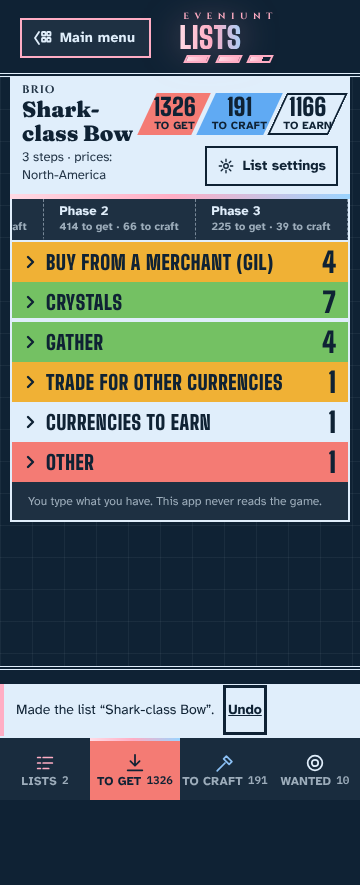 Main menu
EVENIUNT
LISTS
BRIO
Shark-
class Bow
1326
TO GET
191
TO CRAFT
1166
TO EARN
3 steps · prices:
North-America
List settings
aft
Phase 2
414 to get · 66 to craft
Phase 3
225 to get · 39 to craft
BUY FROM A MERCHANT (GIL) 4
CRYSTALS 7
GATHER 4
TRADE FOR OTHER CURRENCIES 1
CURRENCIES TO EARN 1
OTHER 1
You type what you have. This app never reads the game.
Made the list “Shark-class Bow”. Undo
LISTS 2
TO GET 1326
TO CRAFT 191
WANTED 10